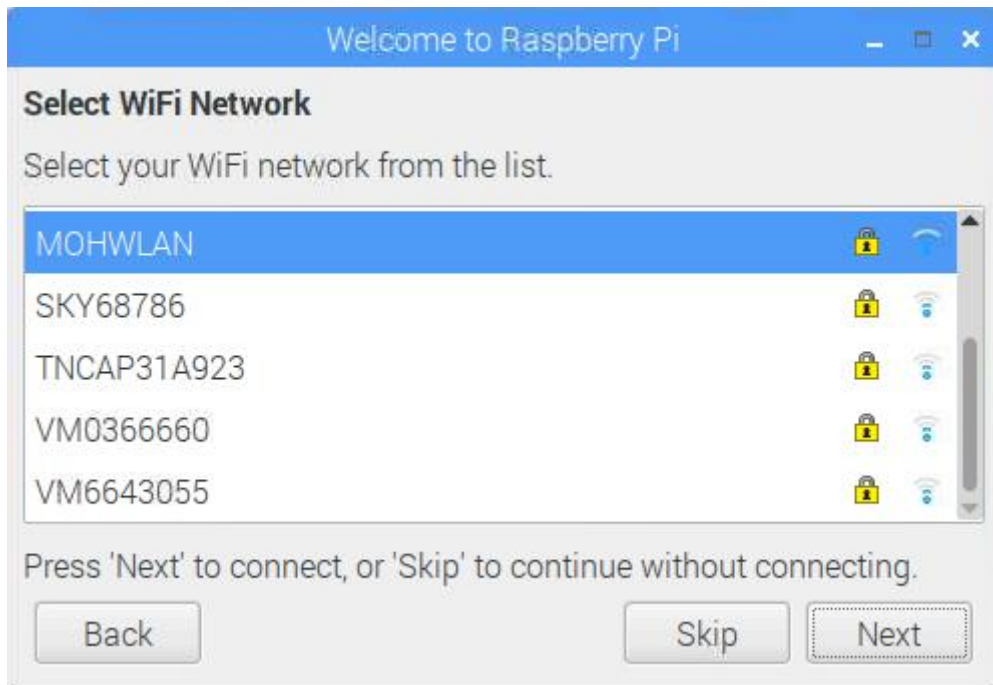 Welcome to Raspberry Pi
Select WiFi Network
Select your WiFi network from the list.
MOHWLAN
SKY68786
TNCAP31A923
VM0366660
VM6643055
Press 'Next' to connect, or 'Skip' to continue without connecting.
Back Skip Next